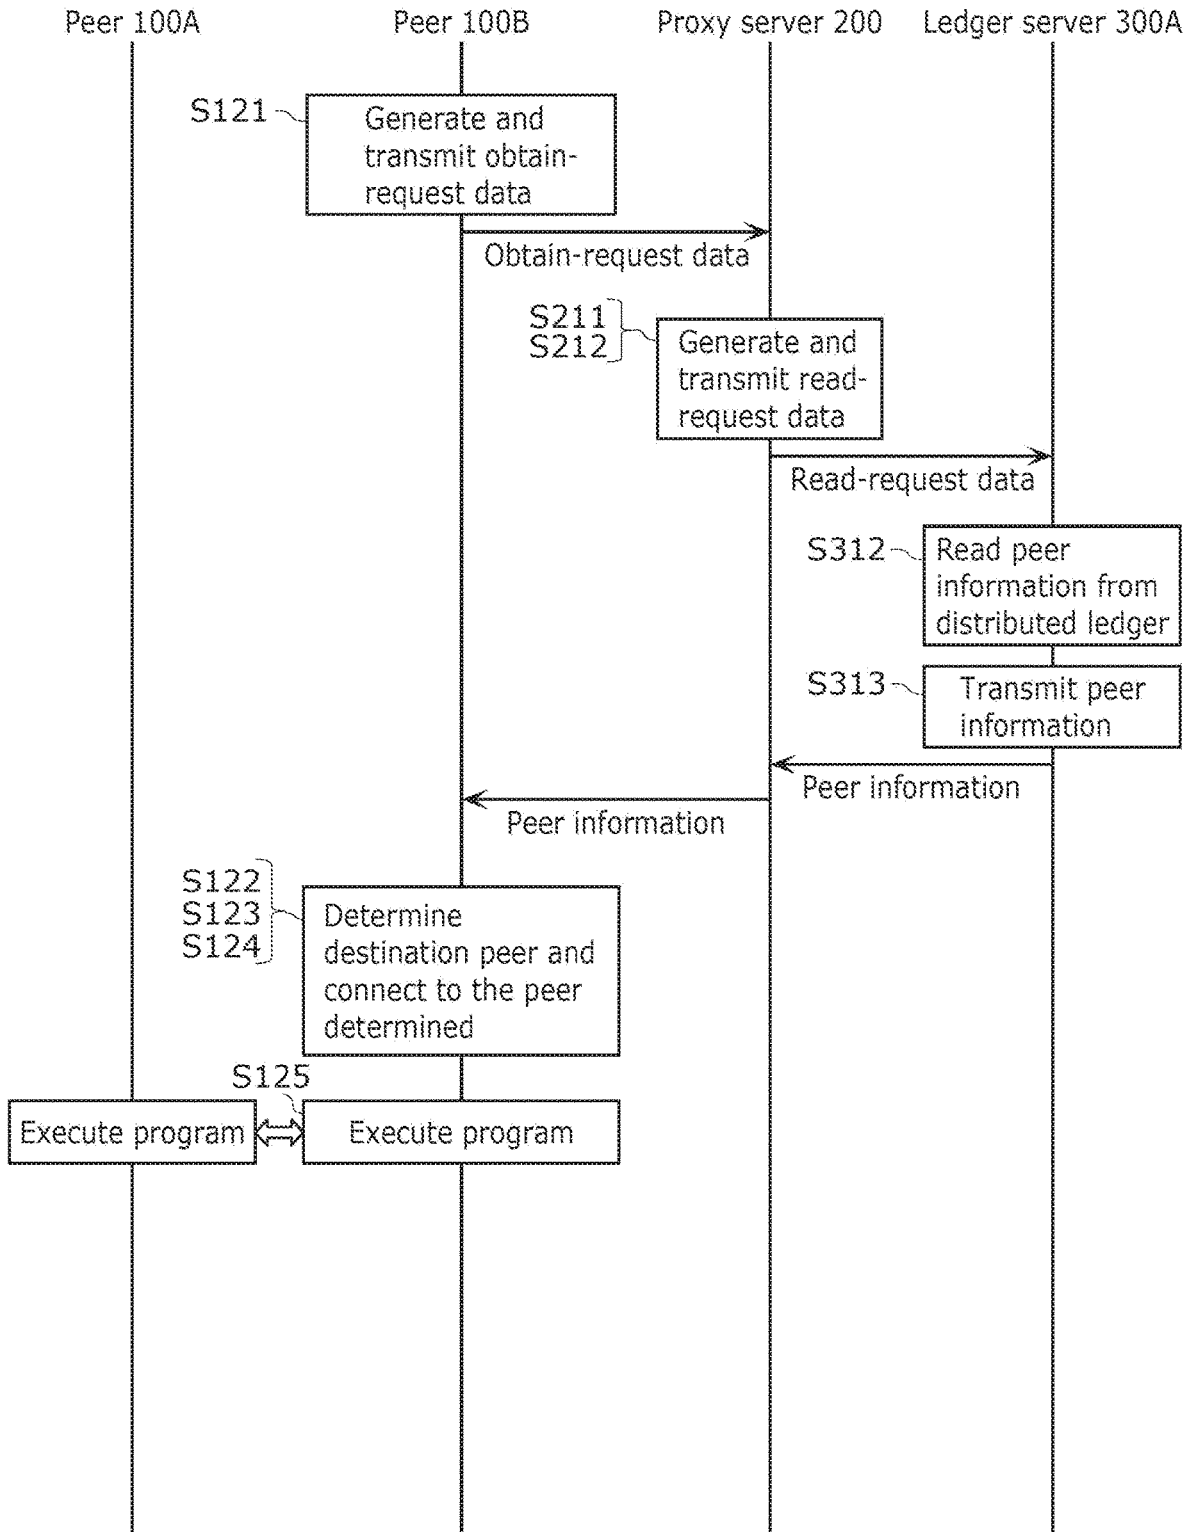 Peer 100A
Peer 100B
Proxy server 200
Ledger server 300A
S121
Generate and
transmit obtain-
request data
Obtain-request data
S211
S212
Generate and
transmit read-
request data
Read-request data
S312
Read peer
information from
distributed ledger
S313
Transmit peer
information
Peer information
Peer information
S122
S123
S124
Determine
destination peer and
connect to the peer
determined
S125
Execute program
Execute program